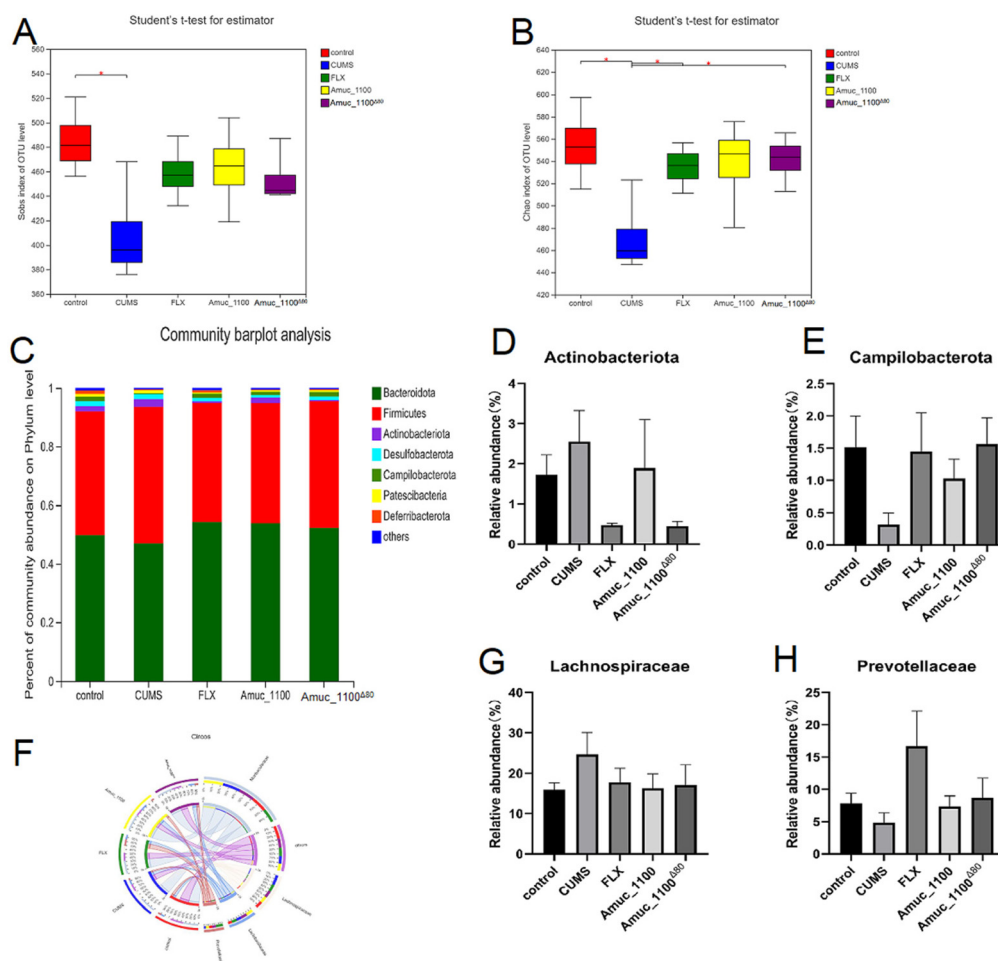 A
Student's t-test for estimator
Sobs index of OTU level
560
540
520
500
480
460
440
420
400
380
360
control
CUMS
FLX
Amuc_1100
Amuc_1100Δ80
*
control
CUMS
FLX
Amuc_1100
Amuc_1100Δ80
B
Student's t-test for estimator
Chao index of OTU level
640
620
600
580
560
540
520
500
480
460
440
420
control
CUMS
FLX
Amuc_1100
Amuc_1100Δ80
*
*
*
control
CUMS
FLX
Amuc_1100
Amuc_1100Δ80
C
Community barplot analysis
Percent of community abundance on Phylum level
1
0.8
0.6
0.4
0.2
0
control
CUMS
FLX
Amuc_1100
Amuc_1100Δ80
Bacteroidota
Firmicutes
Actinobacteriota
Desulfobacterota
Campilobacterota
Patescibacteria
Deferribacterota
others
D
Actinobacteriota
Relative abundance (%)
4
3
2
1
0
control
CUMS
FLX
Amuc_1100
Amuc_1100Δ80
E
Campilobacterota
Relative abundance (%)
2.5
2.0
1.5
1.0
0.5
0.0
control
CUMS
FLX
Amuc_1100
Amuc_1100Δ80
F
Circos
FLX
CUMS
G
Lachnospiraceae
Relative abundance (%)
40
30
20
10
0
control
CUMS
FLX
Amuc_1100
Amuc_1100Δ80
H
Prevotellaceae
Relative abundance (%)
25
20
15
10
5
0
control
CUMS
FLX
Amuc_1100
Amuc_1100Δ80